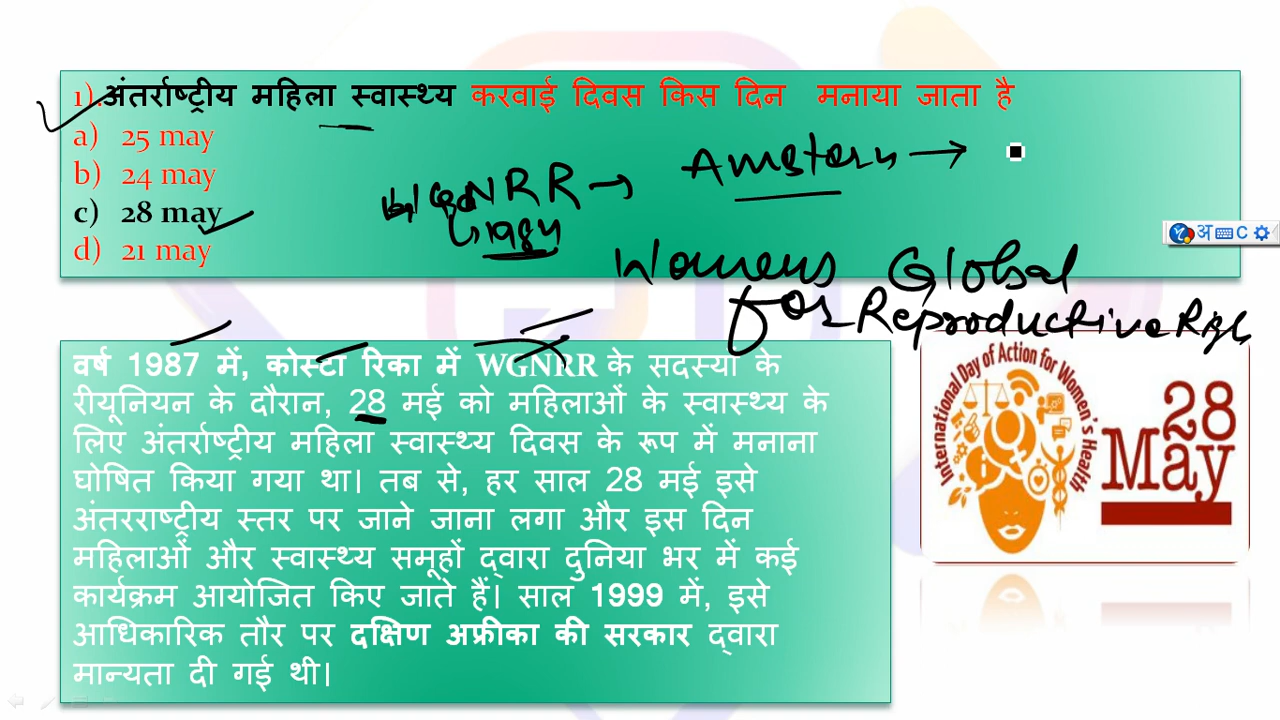 1).अंतर्राष्ट्रीय महिला स्वास्थ्य करवाई दिवस किस दिन मनाया जाता है
a) 25 may
b) 24 may
c) 28 may
d) 21 may
WGNRR → →
1984
Womens Global
for Reproductive
अ
वर्ष 1987 में, कोस्टा रिका में WGNRR के सदस्यों के
रीयूनियन के दौरान, 28 मई को महिलाओं के स्वास्थ्य के
लिए अंतर्राष्ट्रीय महिला स्वास्थ्य दिवस के रूप में मनाना
घोषित किया गया था। तब से, हर साल 28 मई इसे
अंतरराष्ट्रीय स्तर पर जाने जाना लगा और इस दिन
महिलाओं और स्वास्थ्य समूहों द्वारा दुनिया भर में कई
कार्यक्रम आयोजित किए जाते हैं। साल 1999 में, इसे
आधिकारिक तौर पर दक्षिण अफ्रीका की सरकार द्वारा
मान्यता दी गई थी।
International Day of Action for Women's Health
28
May